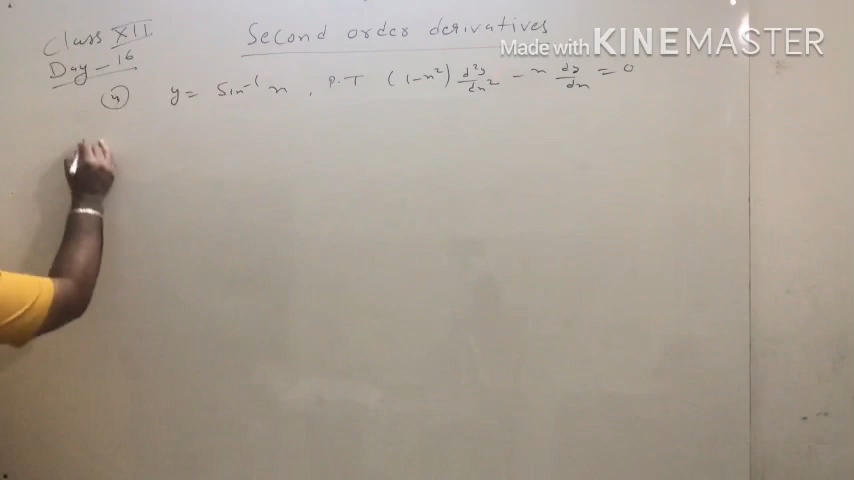 Class XII
Second order derivatives
Made with KINEMASTER
Day - 16
(4) y = Sin⁻¹ x , P.T (1-x²) d²y/dx² - x dy/dx = 0